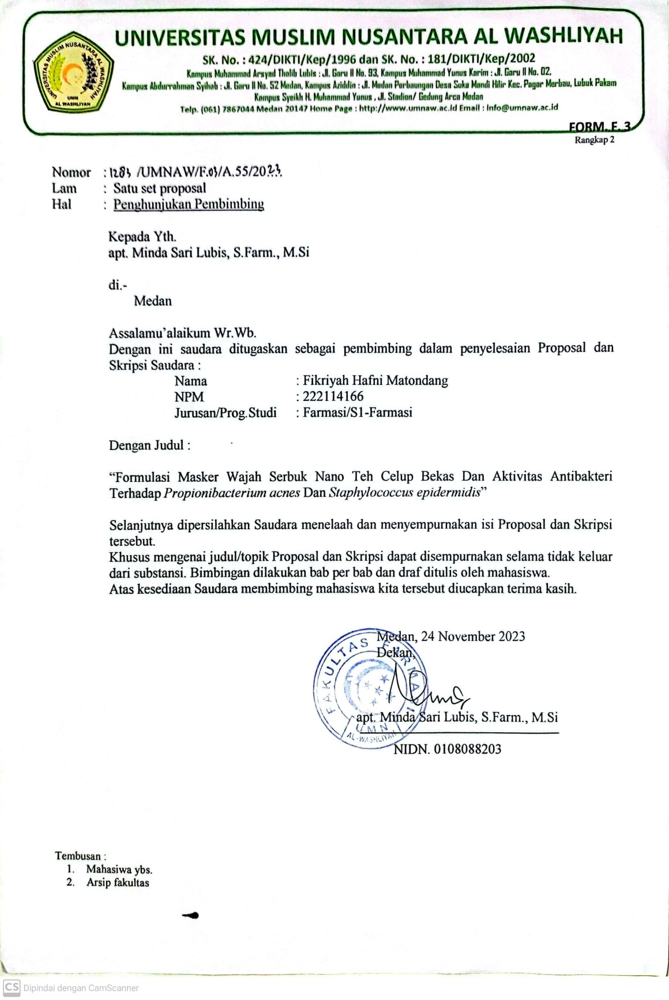 UNIVERSITAS MUSLIM NUSANTARA AL WASHLIYAH
SK. No. : 424/DIKTI/Kep/1996 dan SK. No. : 181/DIKTI/Kep/2002
Kampus Muhammad Arsyad Thalib Lubis : Jl. Garu II No. 93, Kampus Muhammad Yunus Karim : Jl. Garu II No. 02,
Kampus Abdurrahman Syihab : Jl. Garu II No. 52 Medan, Kampus Aziddin : Jl. Medan Perbaungan Desa Suka Mandi Hilir Kec. Pagar Merbau, Lubuk Pakam
Kampus Syeikh H. Muhammad Yunus , Jl. Stadion/ Gedung Arca Medan
Telp. (061) 7867044 Medan 20147 Home Page : http://www.umnaw.ac.id Email : Info@umnaw.ac.id
UNIVERSITAS MUSLIM NUSANTARA AL WASHLIYAH
UMN
AL WASHLIYAH
FORM. F. 3
Rangkap 2
Nomor : /UMNAW/F.03/A.55/2023.
Lam : Satu set proposal
Hal : Penghunjukan Pembimbing
Kepada Yth.
apt. Minda Sari Lubis, S.Farm., M.Si
di.-
Medan
Assalamu’alaikum Wr.Wb.
Dengan ini saudara ditugaskan sebagai pembimbing dalam penyelesaian Proposal dan
Skripsi Saudara :
Nama : Fikriyah Hafni Matondang
NPM : 222114166
Jurusan/Prog.Studi : Farmasi/S1-Farmasi
Dengan Judul :
“Formulasi Masker Wajah Serbuk Nano Teh Celup Bekas Dan Aktivitas Antibakteri
Terhadap Propionibacterium acnes Dan Staphylococcus epidermidis”
Selanjutnya dipersilahkan Saudara menelaah dan menyempurnakan isi Proposal dan Skripsi
tersebut.
Khusus mengenai judul/topik Proposal dan Skripsi dapat disempurnakan selama tidak keluar
dari substansi. Bimbingan dilakukan bab per bab dan draf ditulis oleh mahasiswa.
Atas kesediaan Saudara membimbing mahasiswa kita tersebut diucapkan terima kasih.
Medan, 24 November 2023
Dekan,
FAKULTAS FARMASI
UMN
AL-WASHLIYAH
apt. Minda Sari Lubis, S.Farm., M.Si
NIDN. 0108088203
Tembusan :
1. Mahasiwa ybs.
2. Arsip fakultas
CS Dipindai dengan CamScanner